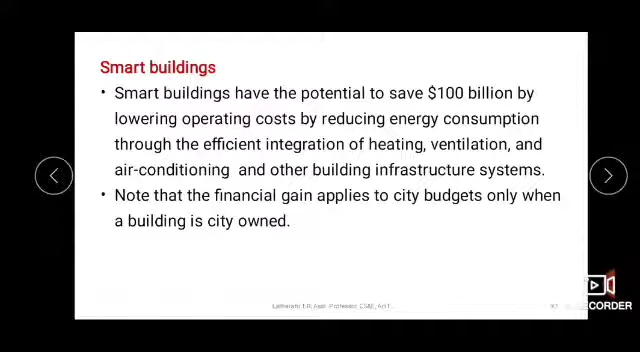 Smart buildings
• Smart buildings have the potential to save $100 billion by
lowering operating costs by reducing energy consumption
through the efficient integration of heating, ventilation, and
air-conditioning and other building infrastructure systems.
• Note that the financial gain applies to city budgets only when
a building is city owned.
Professor, CS&E,